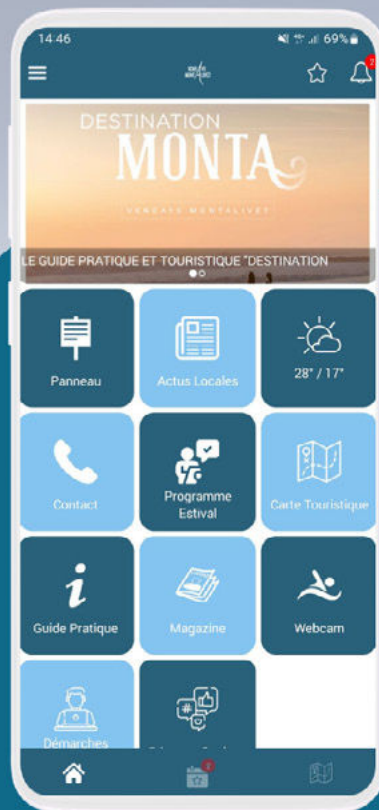 14:46
69%
2
DESTINATION
MONTA
VENDAYS MONTALIVET
LE GUIDE PRATIQUE ET TOURISTIQUE "DESTINATION
Panneau
Actus Locales
28° / 17°
Contact
Programme
Estival
Carte Touristique
Guide Pratique
Magazine
Webcam
Démarches